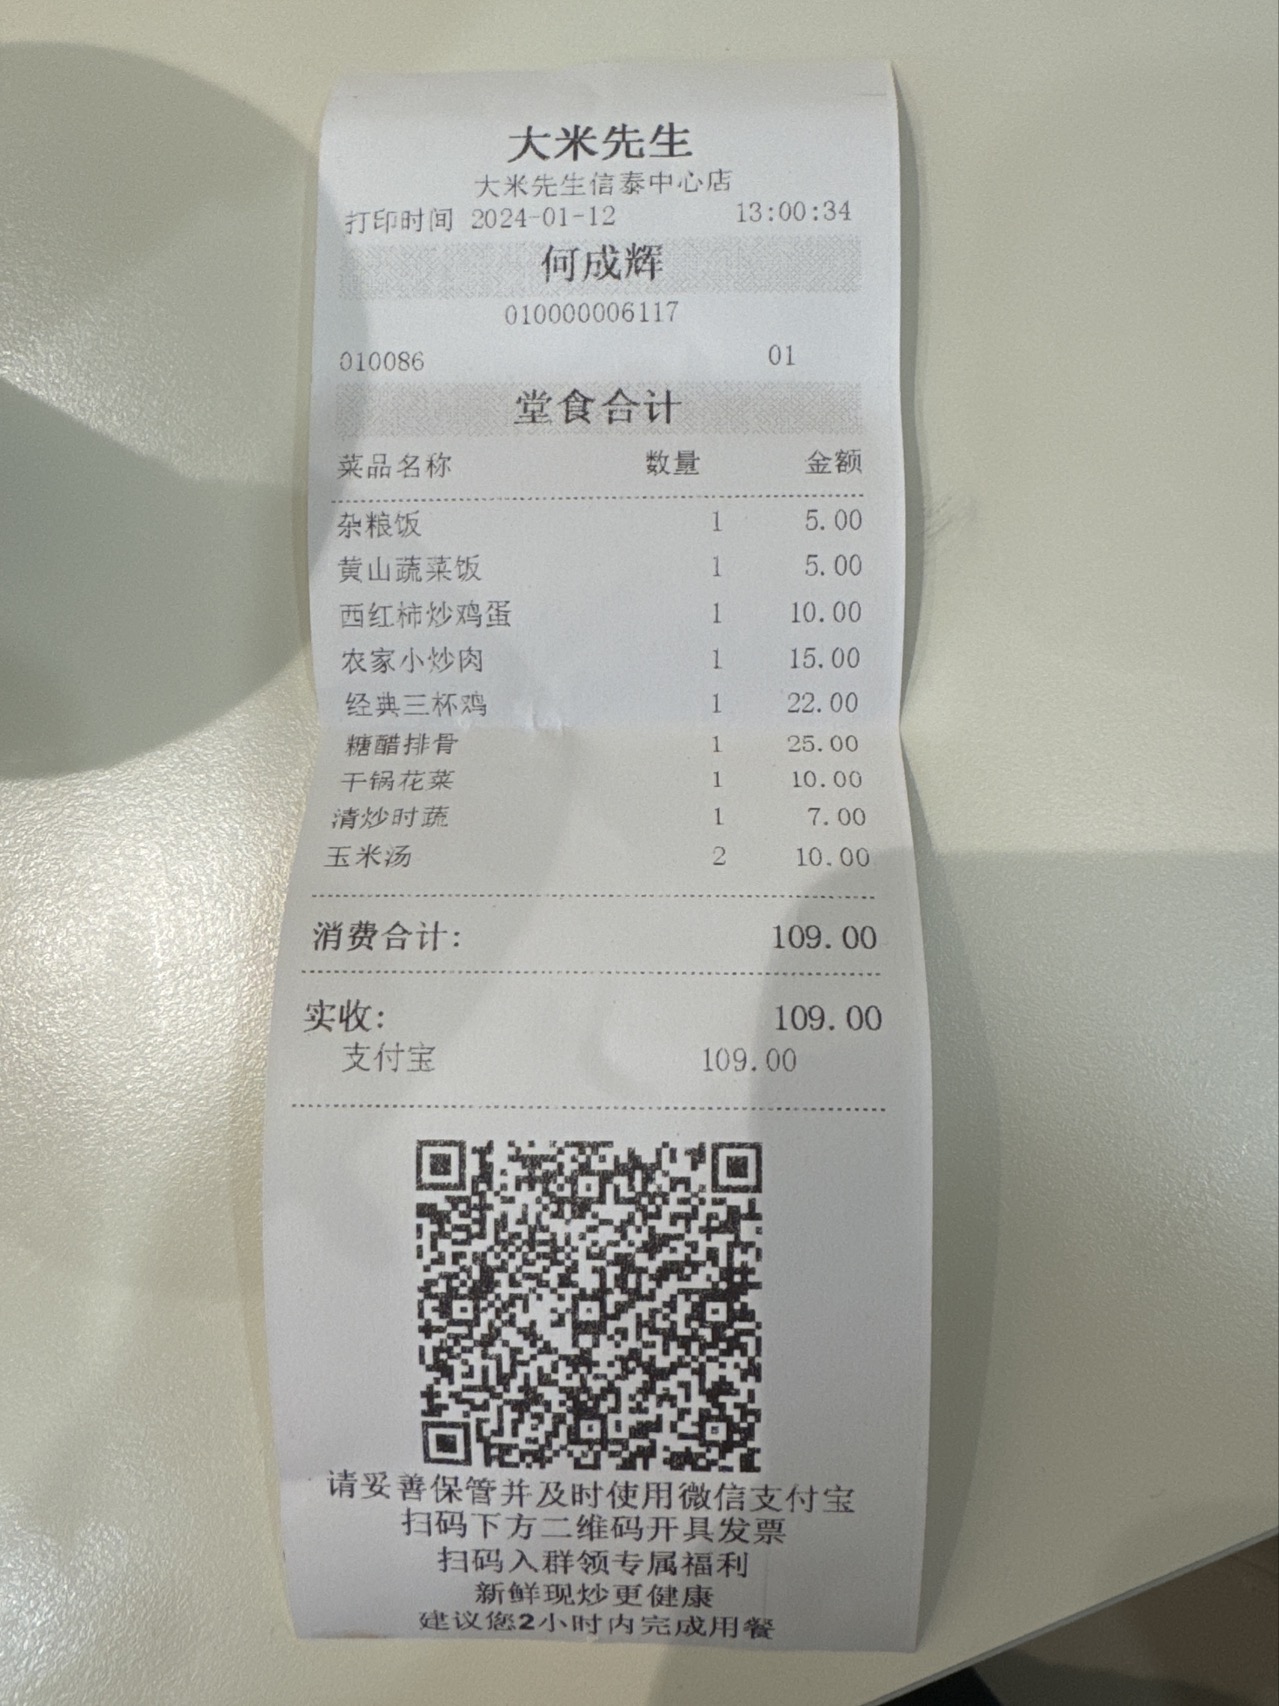 大米先生
大米先生信泰中心店
打印时间 2024-01-12 13:00:34
何成辉
010000006117
010086 01
堂食合计
菜品名称 数量 金额
杂粮饭 1 5.00
黄山蔬菜饭 1 5.00
西红柿炒鸡蛋 1 10.00
农家小炒肉 1 15.00
经典三杯鸡 1 22.00
糖醋排骨 1 25.00
干锅花菜 1 10.00
清炒时蔬 1 7.00
玉米汤 2 10.00
消费合计: 109.00
实收: 109.00
支付宝 109.00
请妥善保管并及时使用微信支付宝
扫码下方二维码开具发票
扫码入群领专属福利
新鲜现炒更健康
建议您2小时内完成用餐